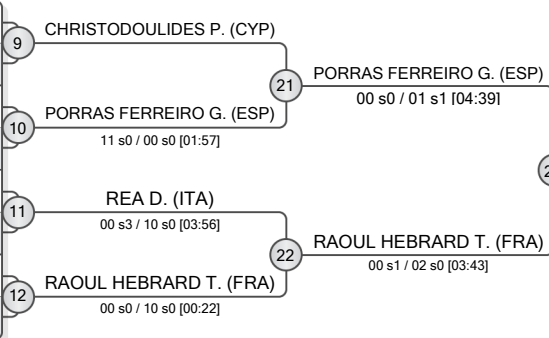 CHRISTODOULIDES P. (CYP)
9
21
PORRAS FERREIRO G. (ESP)
00 s0 / 01 s1 [04:39]
PORRAS FERREIRO G. (ESP)
10
11 s0 / 00 s0 [01:57]
REA D. (ITA)
11
00 s3 / 10 s0 [03:56]
22
RAOUL HEBRARD T. (FRA)
00 s1 / 02 s0 [03:43]
RAOUL HEBRARD T. (FRA)
12
00 s0 / 10 s0 [00:22]